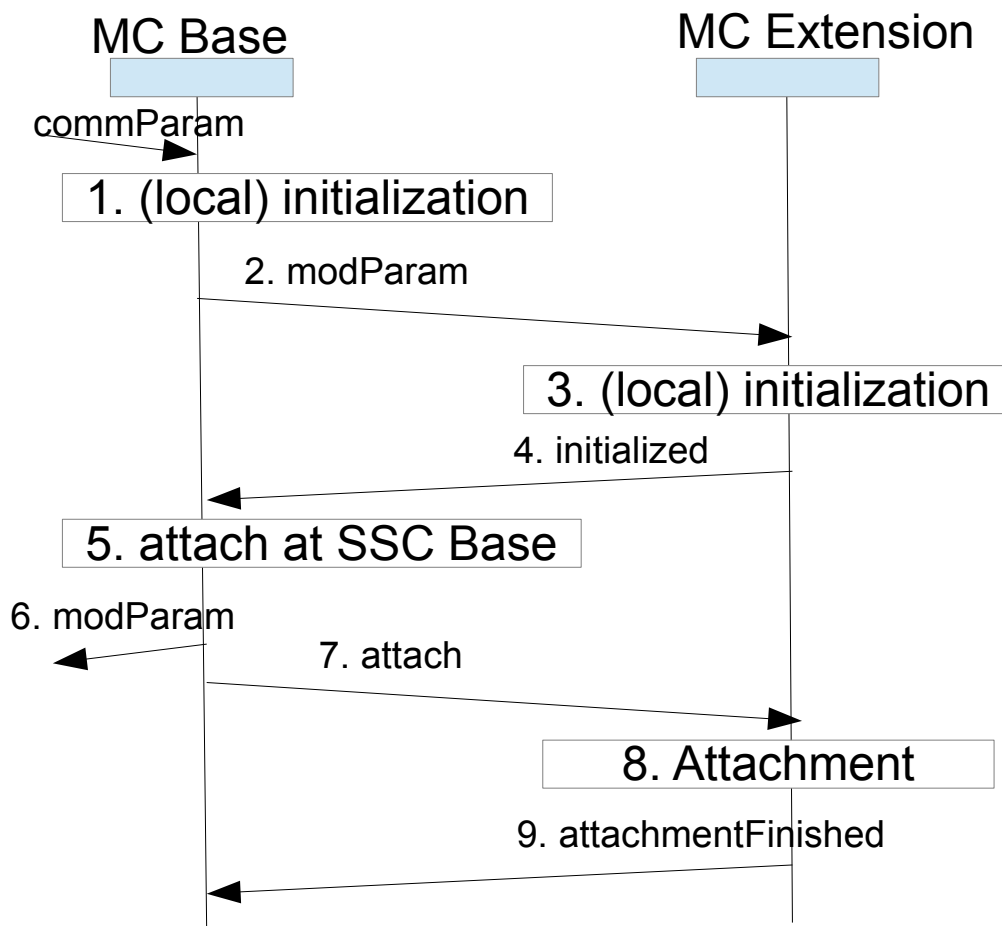 MC Base
MC Extension
commParam
1. (local) initialization
2. modParam
3. (local) initialization
4. initialized
5. attach at SSC Base
6. modParam
7. attach
8. Attachment
9. attachmentFinished